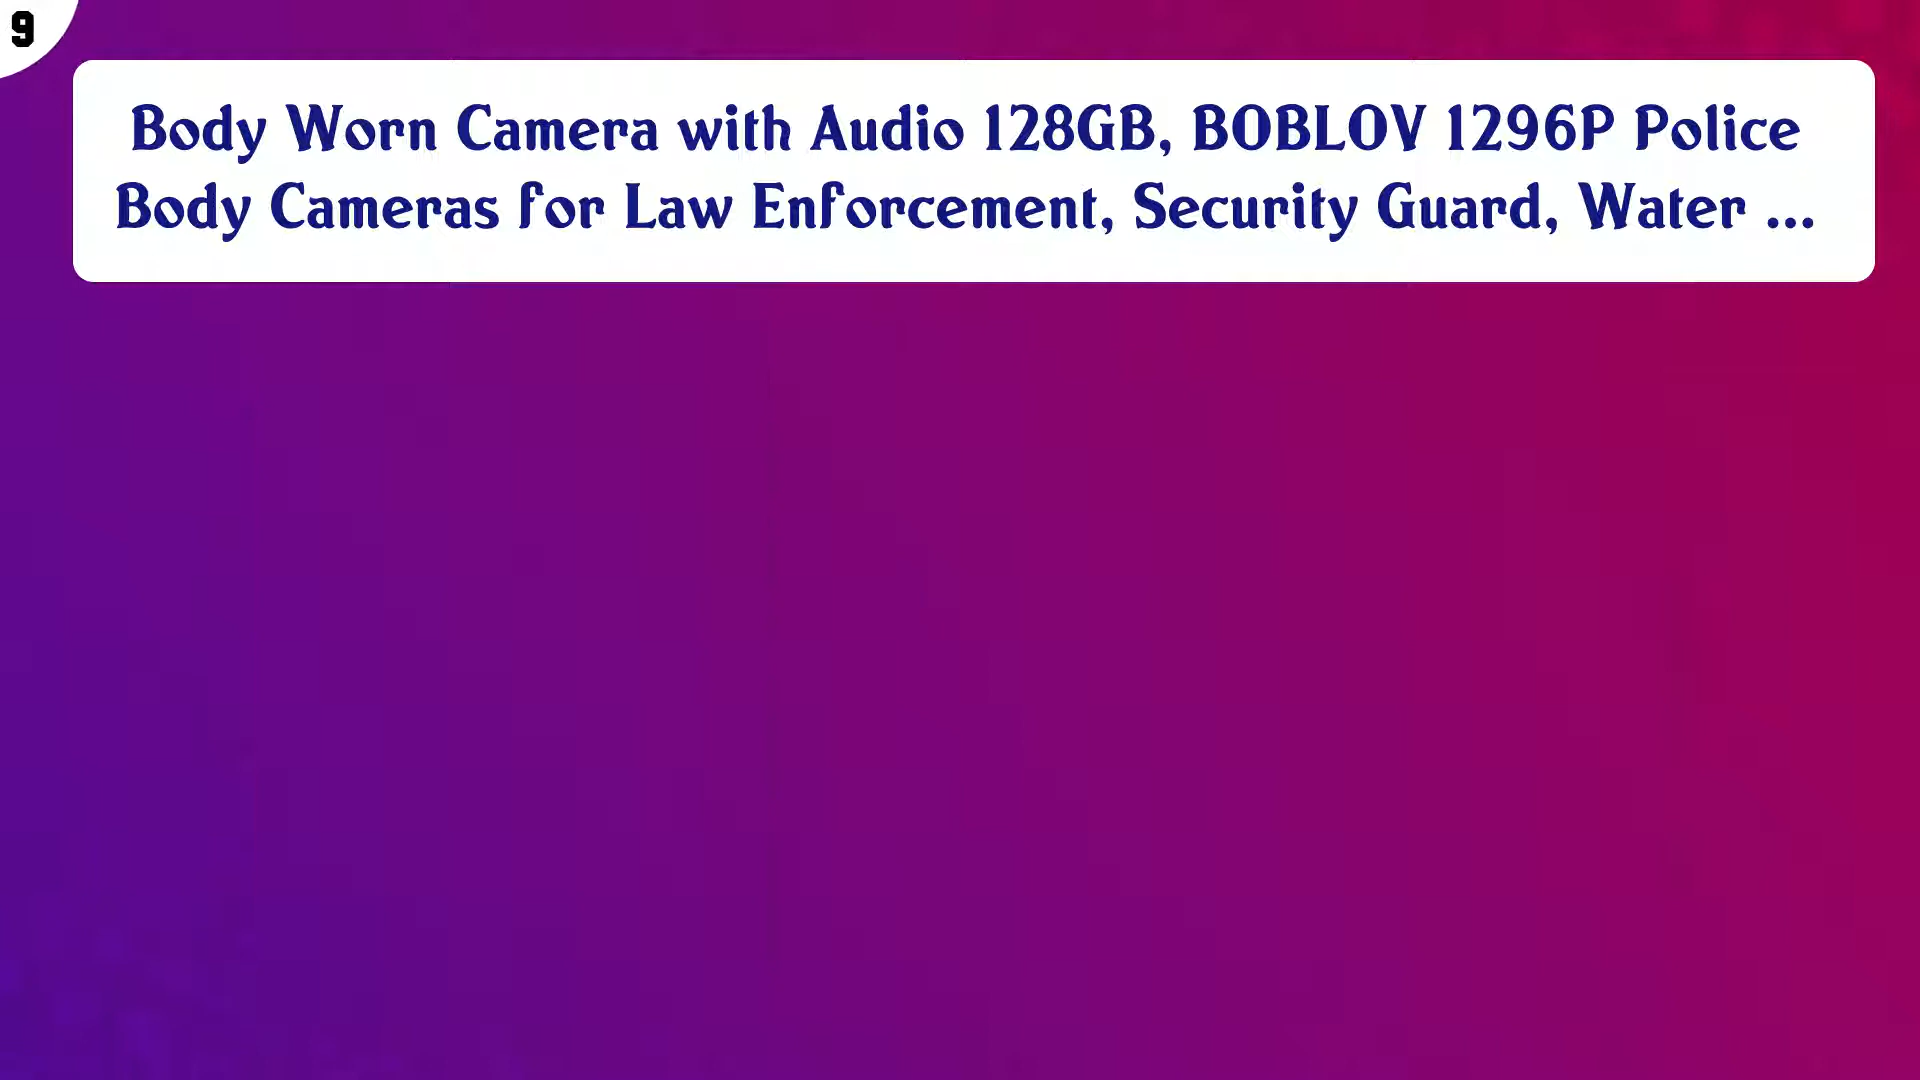 9
Body Worn Camera with Audio 128GB, BOBLOV 1296P Police
Body Cameras for Law Enforcement, Security Guard, Water ...